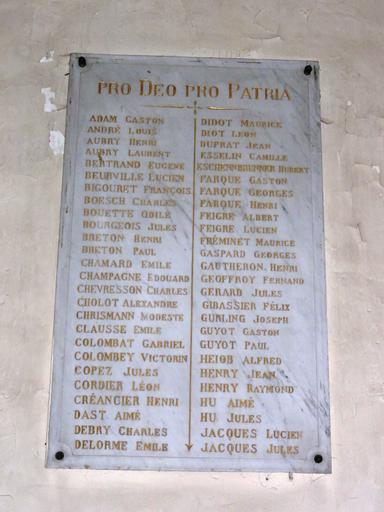 PRO DEO PRO PATRIA
ADAM GASTON
ANDRÉ LOUIS
AUBRY HENRI
AUBRY LAURENT
BERTRAND EUGENE
BEURVILLE LUCIEN
BIGOURET FRANÇOIS
BOESCH CHARLES
BOUETTE ODILE
BOURGEOIS JULES
BRETON HENRI
BRETON PAUL
CHAMARD EMILE
CHAMPAGNE EDOUARD
CHEVRESSON CHARLES
CHOLOT ALEXANDRE
CHRISMANN MODESTE
CLAUSSE EMILE
COLOMBAT GABRIEL
COLOMBEY VICTORIN
COPEZ JULES
CORDIER LÉON
CRÉANCIER HENRI
DAST AIMÉ
DEBRY CHARLES
DELORME EMILE
DIDOT MAURICE
DIOT LEON
DUFRAT JEAN
ESSELIN CAMILLE
ESCHENBRENNER HUBERT
FARQUE GASTON
FARQUE GEORGES
FARQUE HENRI
FEIGRE ALBERT
FEIGRE LUCIEN
FRÉMINET MAURICE
GASPARD GEORGES
GAUTHERON HENRI
GEOFFROY FERNAND
GERARD JULES
GIBASSIER FÉLIX
GURLING JOSEPH
GUYOT GASTON
GUYOT PAUL
HEIOB ALFRED
HENRY JEAN
HENRY RAYMOND
HU AIMÉ
HU JULES
JACQUES LUCIEN
JACQUES JULES